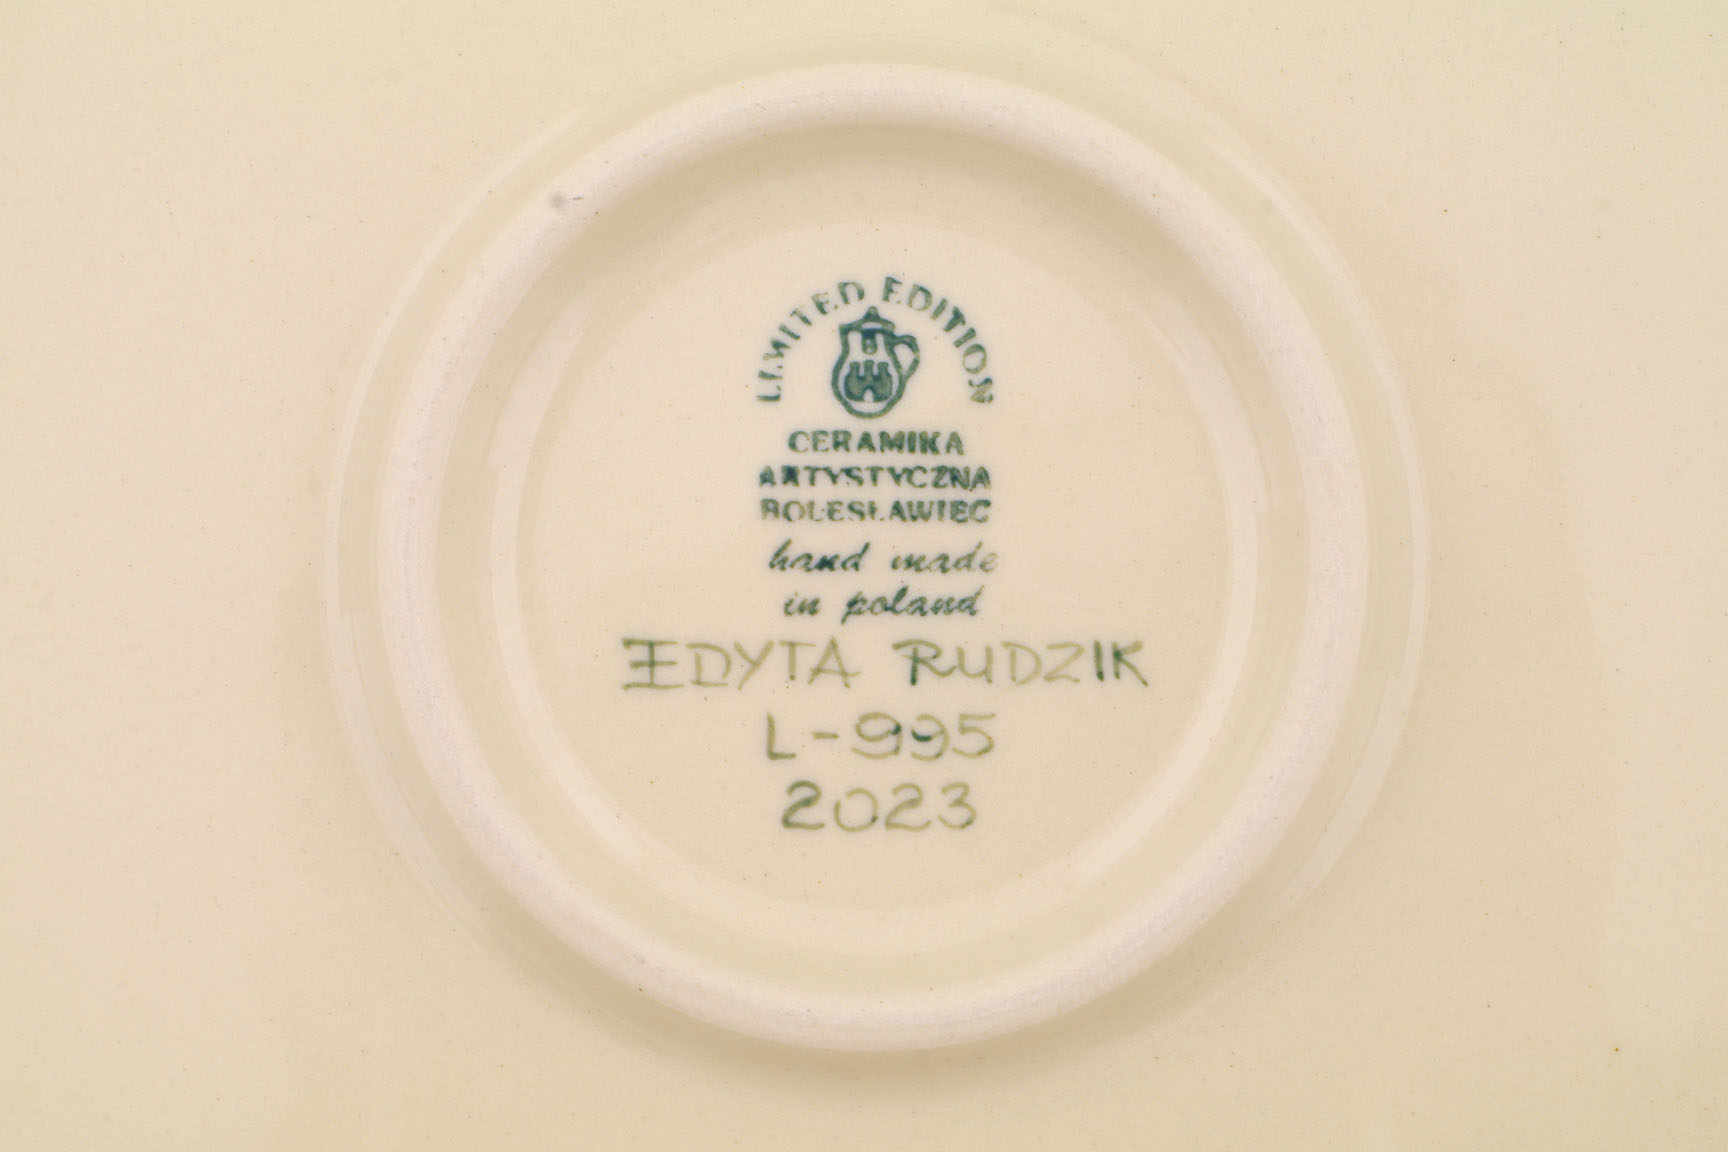 LIMITED EDITION
CERAMIKA
ARTYSTYCZNA
BOLESŁAWIEC
hand made
in poland
EDYTA RUDZIK
L-995
2023